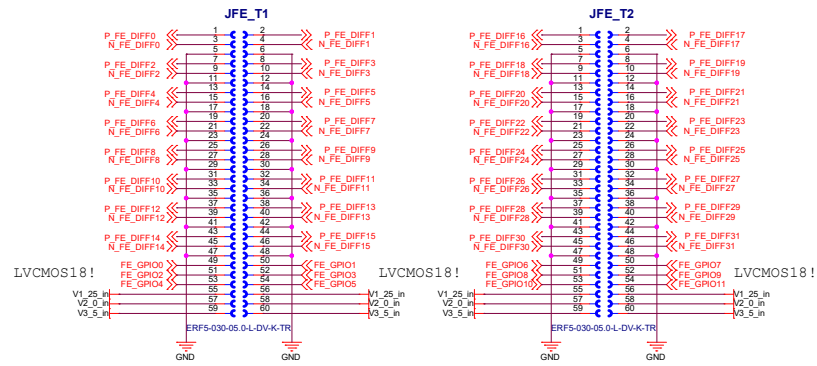 JFE_T1 JFE_T2
P_FE_DIFF0 1 2 P_FE_DIFF1 P_FE_DIFF16 1 2 P_FE_DIFF17
N_FE_DIFF0 3 4 N_FE_DIFF1 N_FE_DIFF16 3 4 N_FE_DIFF17
5 6 5 6
P_FE_DIFF2 7 8 P_FE_DIFF3 P_FE_DIFF18 7 8 P_FE_DIFF19
N_FE_DIFF2 9 10 N_FE_DIFF3 N_FE_DIFF18 9 10 N_FE_DIFF19
11 12 11 12
P_FE_DIFF4 13 14 P_FE_DIFF5 P_FE_DIFF20 13 14 P_FE_DIFF21
N_FE_DIFF4 15 16 N_FE_DIFF5 N_FE_DIFF20 15 16 N_FE_DIFF21
17 18 17 18
P_FE_DIFF6 19 20 P_FE_DIFF7 P_FE_DIFF22 19 20 P_FE_DIFF23
N_FE_DIFF6 21 22 N_FE_DIFF7 N_FE_DIFF22 21 22 N_FE_DIFF23
23 24 23 24
P_FE_DIFF8 25 26 P_FE_DIFF9 P_FE_DIFF24 25 26 P_FE_DIFF25
N_FE_DIFF8 27 28 N_FE_DIFF9 N_FE_DIFF24 27 28 N_FE_DIFF25
29 30 29 30
P_FE_DIFF10 31 32 P_FE_DIFF11 P_FE_DIFF26 31 32 P_FE_DIFF27
N_FE_DIFF10 33 34 N_FE_DIFF11 N_FE_DIFF26 33 34 N_FE_DIFF27
35 36 35 36
P_FE_DIFF12 37 38 P_FE_DIFF13 P_FE_DIFF28 37 38 P_FE_DIFF29
N_FE_DIFF12 39 40 N_FE_DIFF13 N_FE_DIFF28 39 40 N_FE_DIFF29
41 42 41 42
P_FE_DIFF14 43 44 P_FE_DIFF15 P_FE_DIFF30 43 44 P_FE_DIFF31
N_FE_DIFF14 45 46 N_FE_DIFF15 N_FE_DIFF30 45 46 N_FE_DIFF31
47 48 47 48
FE_GPIO0 49 50 FE_GPIO1 FE_GPIO6 49 50 FE_GPIO7
LVCMOS18! FE_GPIO2 51 52 FE_GPIO3 LVCMOS18! FE_GPIO8 51 52 FE_GPIO9 LVCMOS18!
FE_GPIO4 53 54 FE_GPIO5 FE_GPIO10 53 54 FE_GPIO11
V1_25_in 55 56 V1_25_in 55 56 V1_25_in
V2_0_in 57 58 V2_0_in 57 58 V2_0_in
V3_5_in 59 60 V3_5_in 59 60 V3_5_in
ERF5-030-05.0-L-DV-K-TR ERF5-030-05.0-L-DV-K-TR
GND GND GND GND